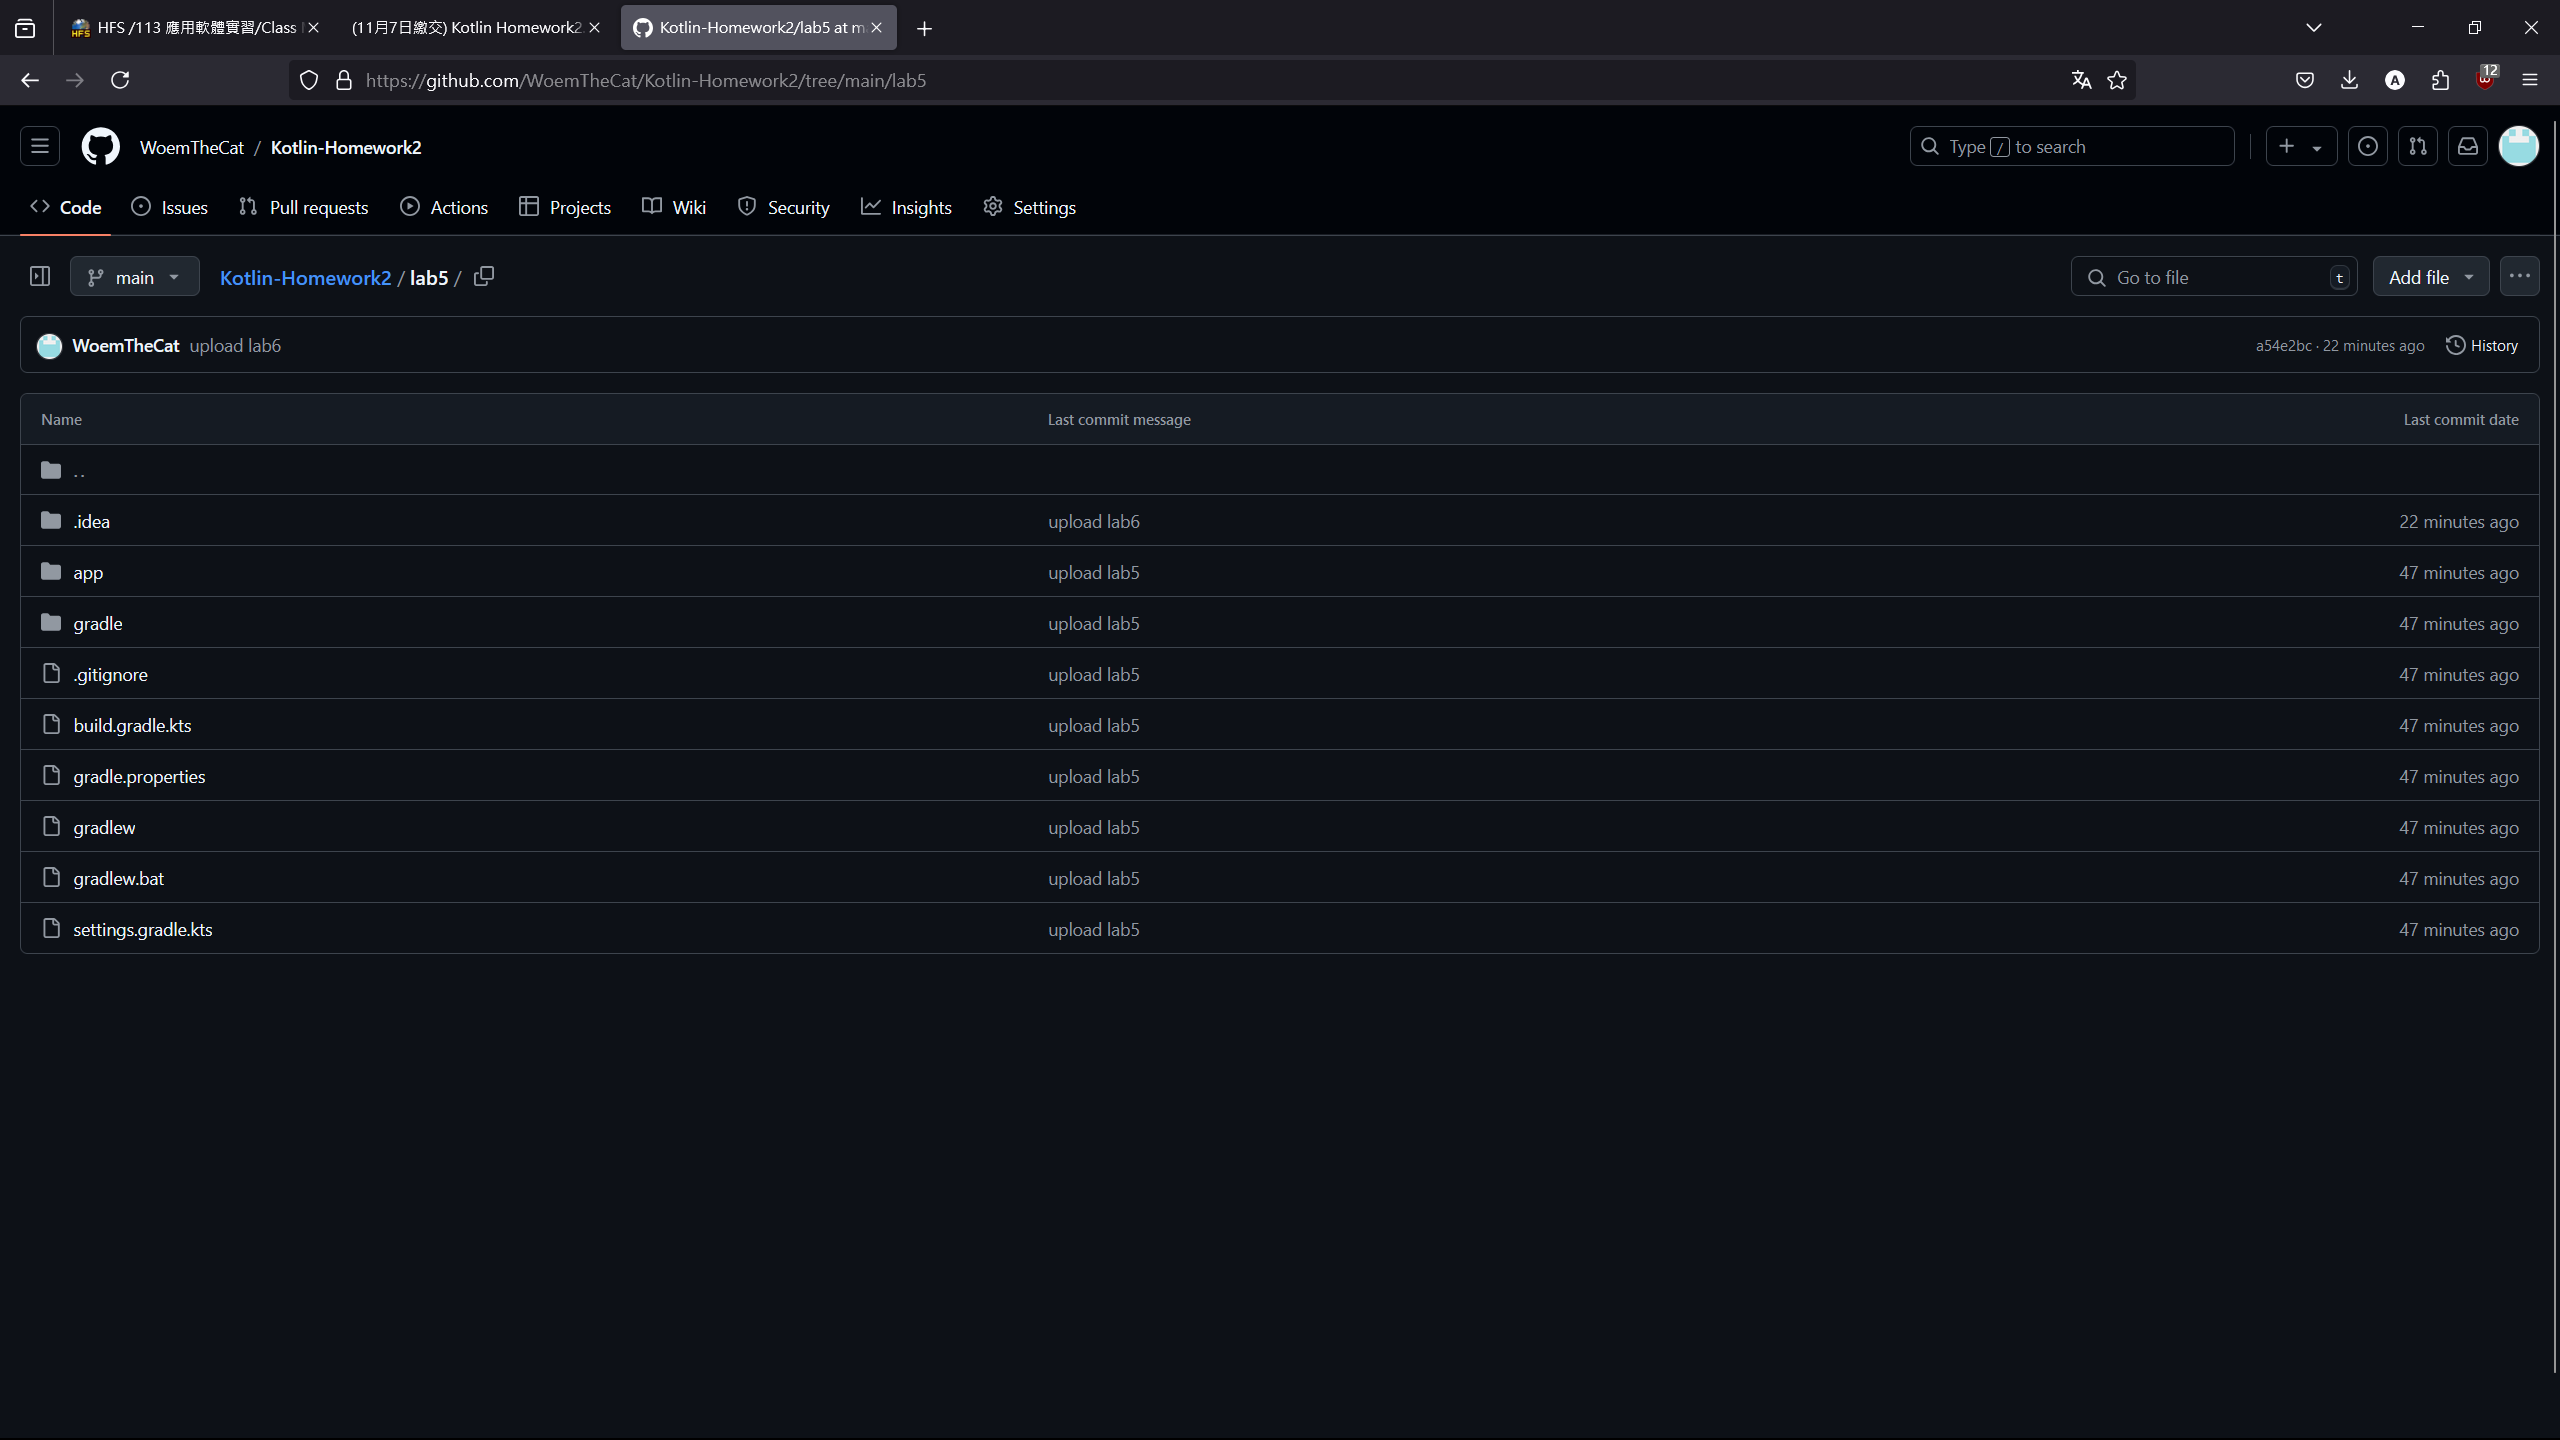 HFS /113 應用軟體實習/Class
(11月7日繳交) Kotlin Homework2
Kotlin-Homework2/lab5 at m
https://github.com/WoemTheCat/Kotlin-Homework2/tree/main/lab5
12
WoemTheCat / Kotlin-Homework2
Type / to search
Code Issues Pull requests Actions Projects Wiki Security Insights Settings
main Kotlin-Homework2 / lab5 /
Go to file t Add file
WoemTheCat upload lab6 a54e2bc · 22 minutes ago History
Name Last commit message Last commit date
..
.idea upload lab6 22 minutes ago
app upload lab5 47 minutes ago
gradle upload lab5 47 minutes ago
.gitignore upload lab5 47 minutes ago
build.gradle.kts upload lab5 47 minutes ago
gradle.properties upload lab5 47 minutes ago
gradlew upload lab5 47 minutes ago
gradlew.bat upload lab5 47 minutes ago
settings.gradle.kts upload lab5 47 minutes ago